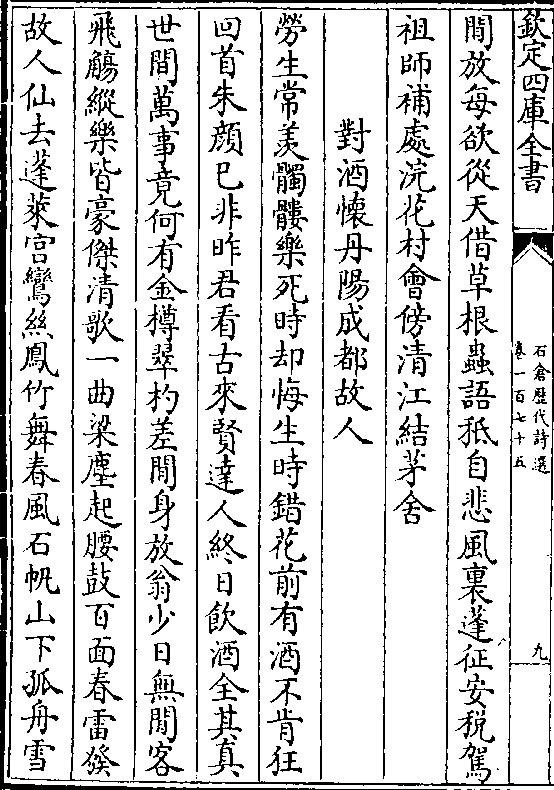 欽定四庫全書
石倉歷代詩選
卷一百七十五
九
閒放每欲從天借草根蟲語秪自悲風裏蓬征安稅駕
祖師補處浣花村會傍清江結茅舍
對酒懷丹陽成都故人
勞生常羡髑髏樂死時却悔生時錯花前有酒不肯狂
回首朱顔已非昨君看古來賢達人終日飲酒全其真
世間萬事竟何有金樽翠杓差閒身放翁少日無閒客
飛觴縱樂皆豪傑清歌一曲梁塵起腰鼓百面春雷發
故人仙去蓬萊宮鸞絲鳳竹舞春風石帆山下孤舟雪